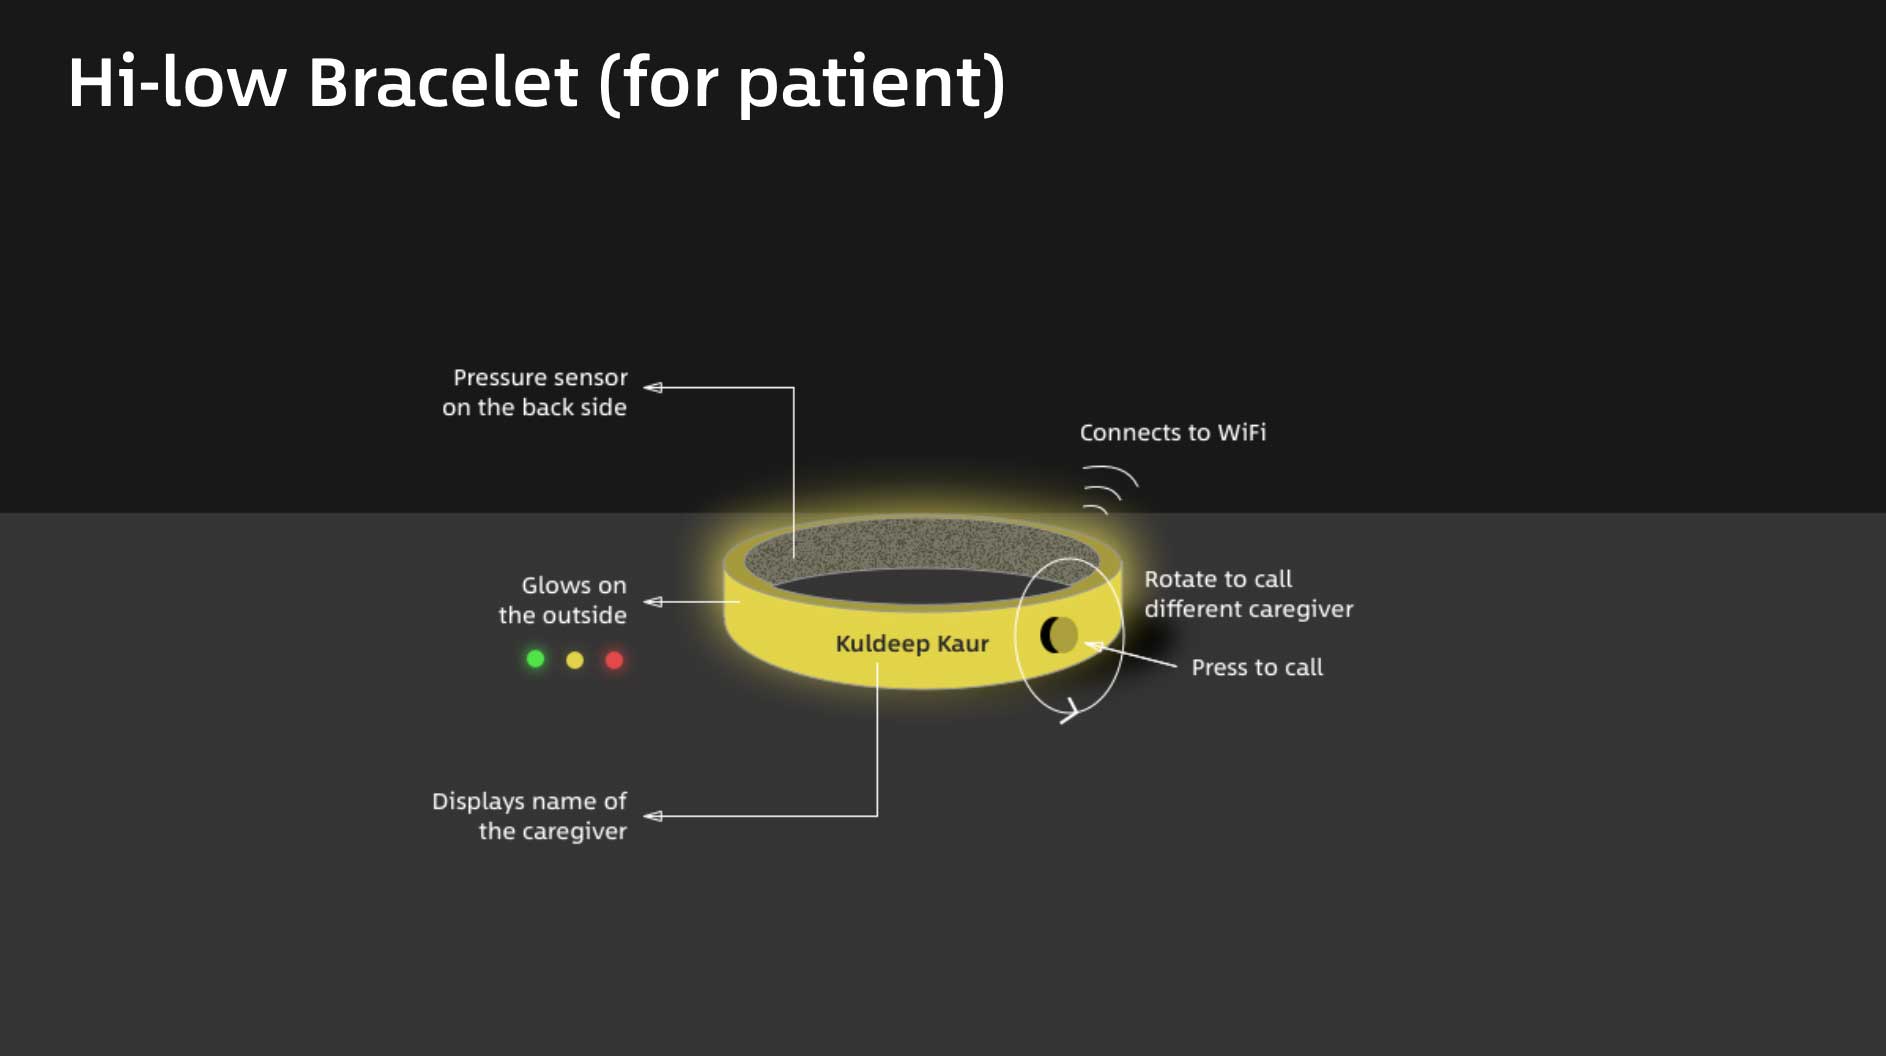 Hi-low Bracelet (for patient)
Pressure sensor
on the back side
Connects to WiFi
Glows on
the outside
Rotate to call
different caregiver
Kuldeep Kaur
Press to call
Displays name of
the caregiver